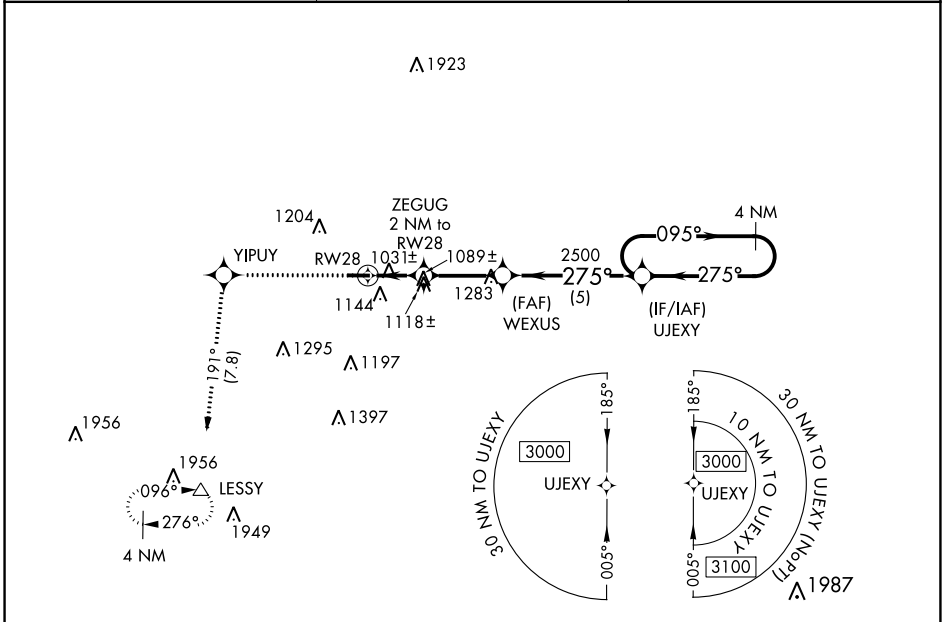 1923
ZEGUG
2 NM to
RW28
1204
4 NM
095°
YIPUY
RW28
1031±
1089±
2500
275°
275°
(5)
1283
1144
1118±
(FAF)
WEXUS
(IF/IAF)
UJEXY
191°
(7.8)
1295
1197
1397
1956
1956
096°
LESSY
276°
1949
4 NM
30 NM TO UJEXY
185°
3000
UJEXY
005°
185°
3000
UJEXY
10 NM TO UJEXY
30 NM TO UJEXY (NoPT)
005°
3100
1987